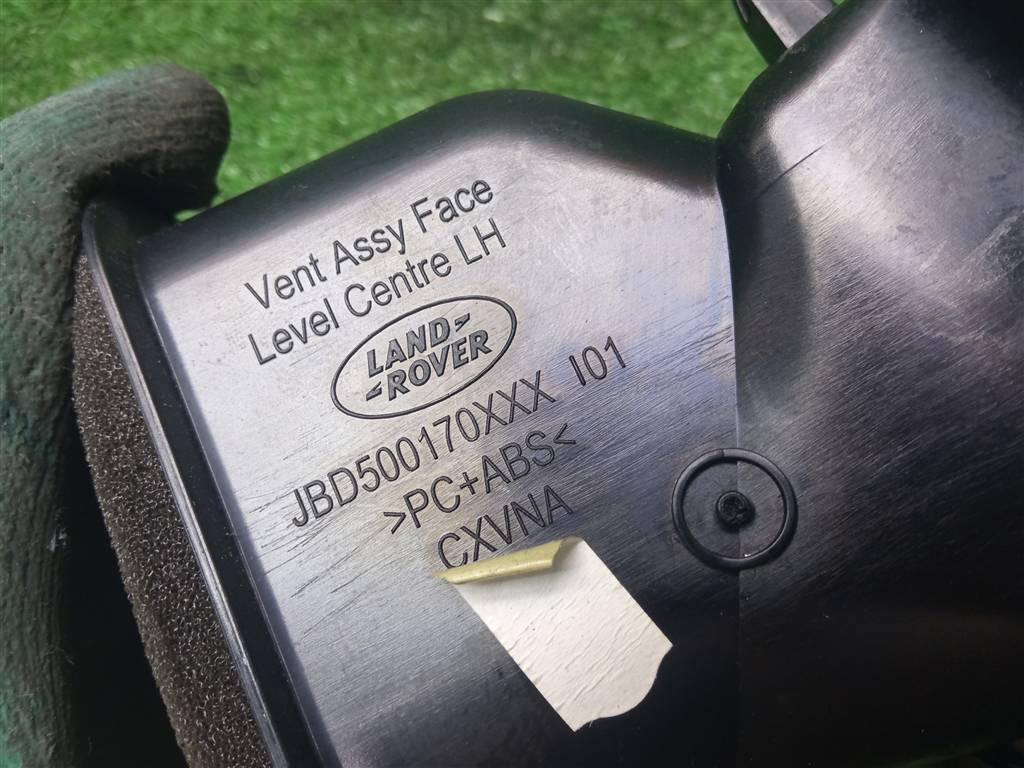 Vent Assy Face
Level Centre LH
LAND
ROVER
JBD500170XXX I01
>PC+ABS<
CXVNA